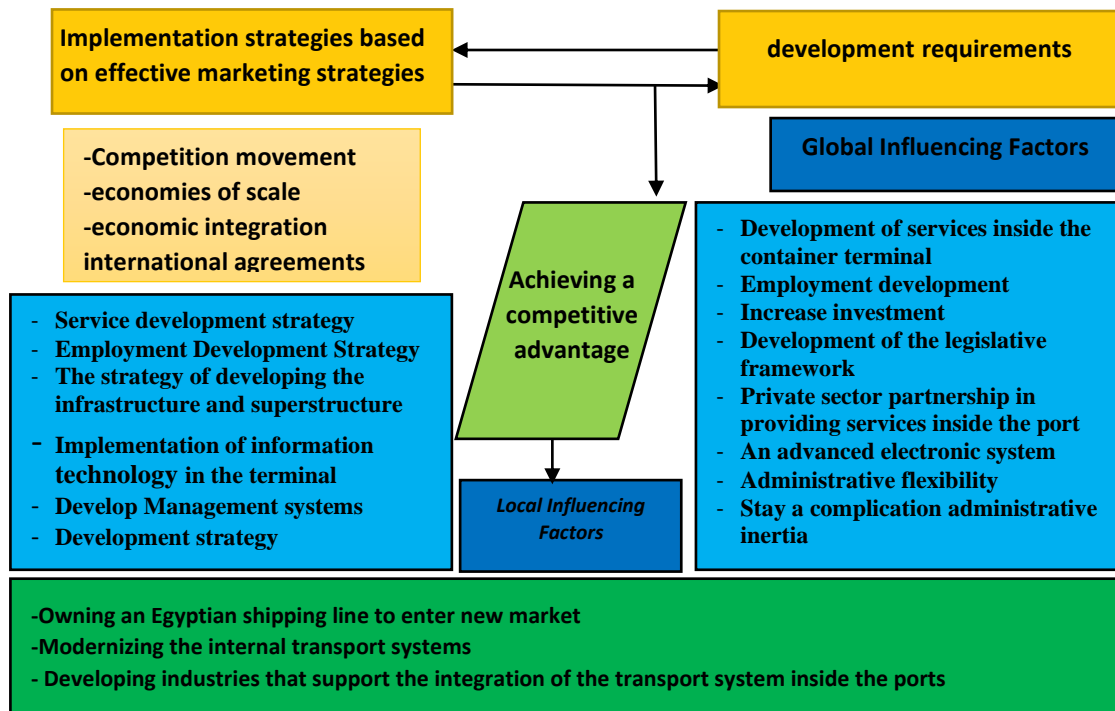 Implementation strategies based
on effective marketing strategies
development requirements
-Competition movement
-economies of scale
-economic integration
international agreements
Global Influencing Factors
Achieving a
competitive
advantage
- Development of services inside the
container terminal
- Employment development
- Increase investment
- Development of the legislative
framework
- Private sector partnership in
providing services inside the port
- An advanced electronic system
- Administrative flexibility
- Stay a complication administrative
inertia
- Service development strategy
- Employment Development Strategy
- The strategy of developing the
infrastructure and superstructure
- Implementation of information
technology in the terminal
- Develop Management systems
- Development strategy
Local Influencing
Factors
-Owning an Egyptian shipping line to enter new market
-Modernizing the internal transport systems
- Developing industries that support the integration of the transport system inside the ports